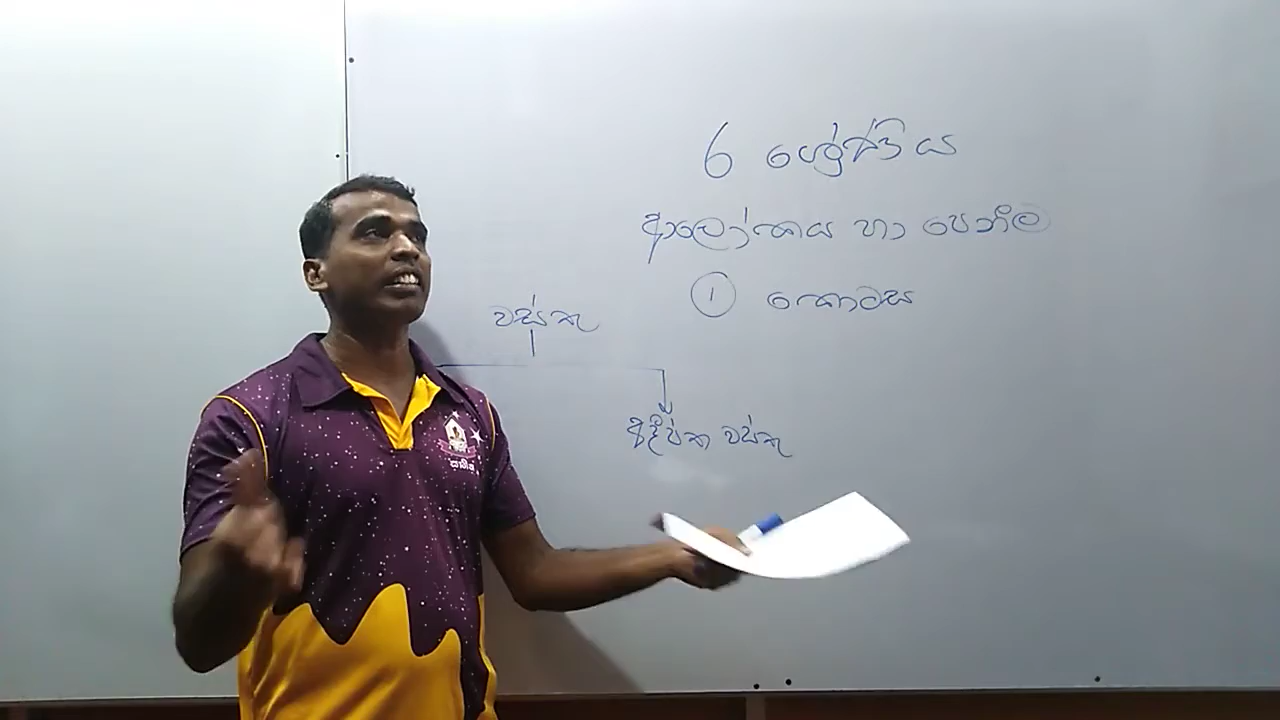 6 ශ්‍රේණිය
ආලෝකය හා පෙනීම
① කොටස
වස්තු
අදීප්ත වස්තු